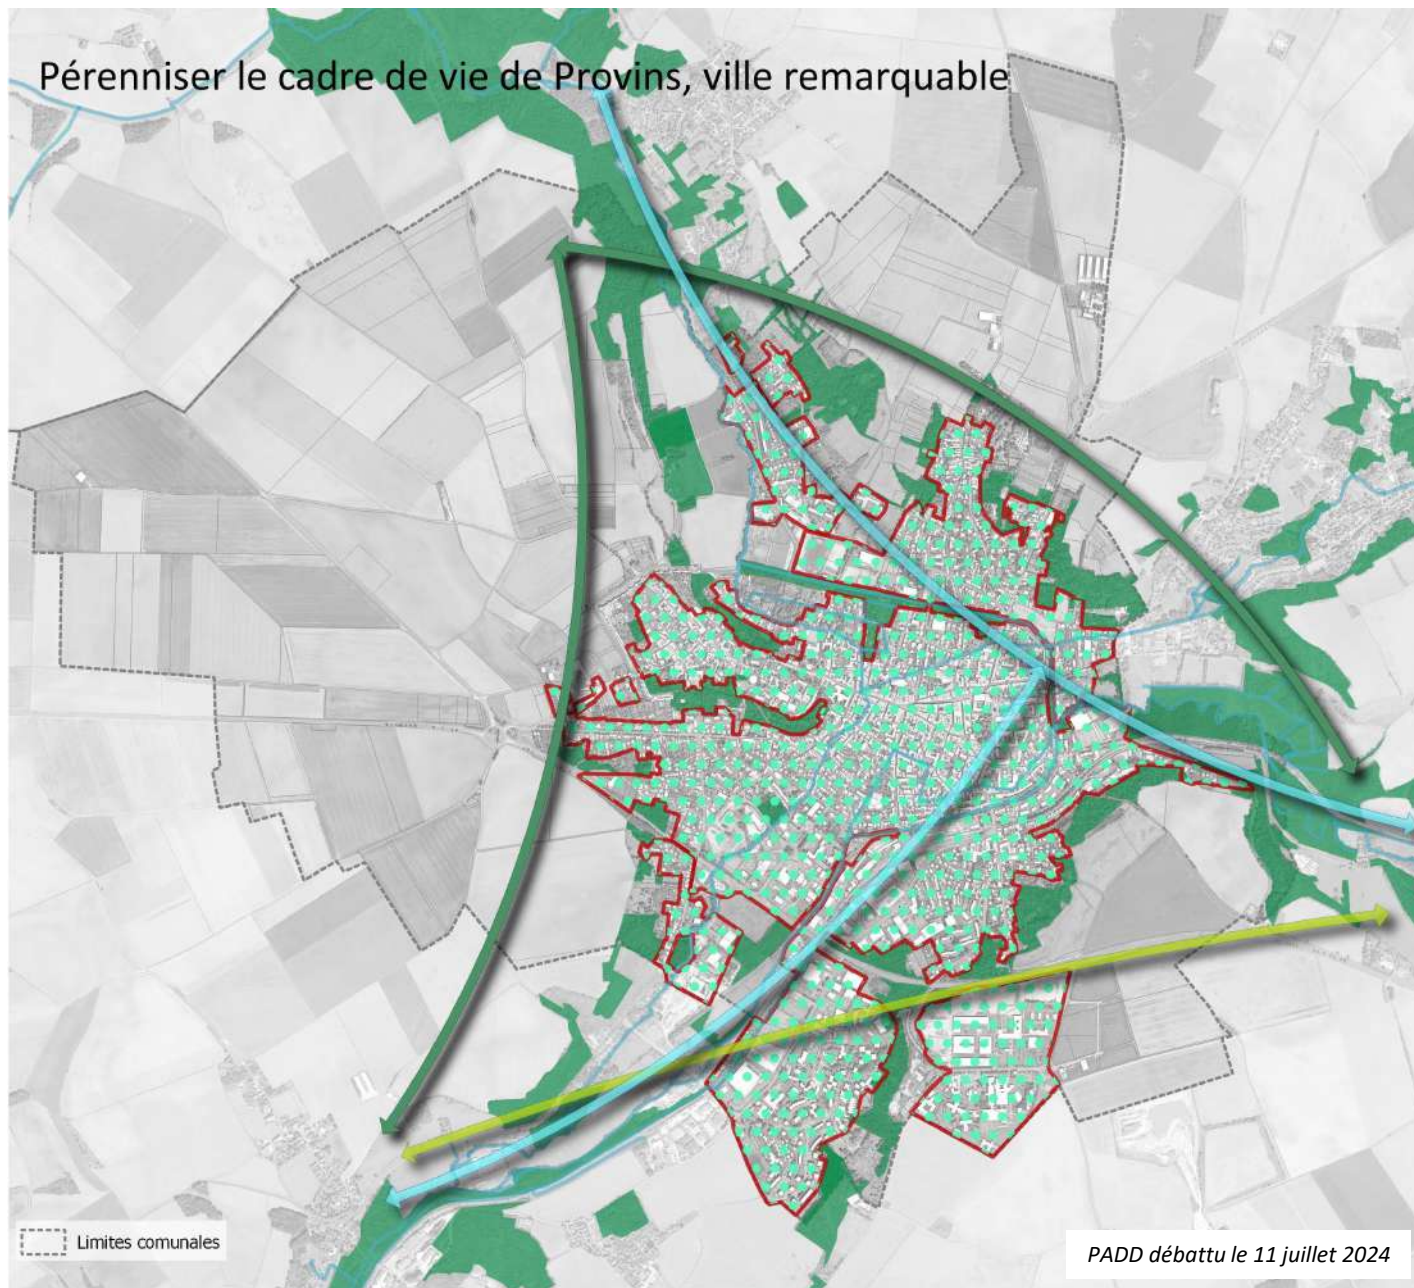 Pérenniser le cadre de vie de Provins, ville remarquable
Limites comunales
PADD débattu le 11 juillet 2024